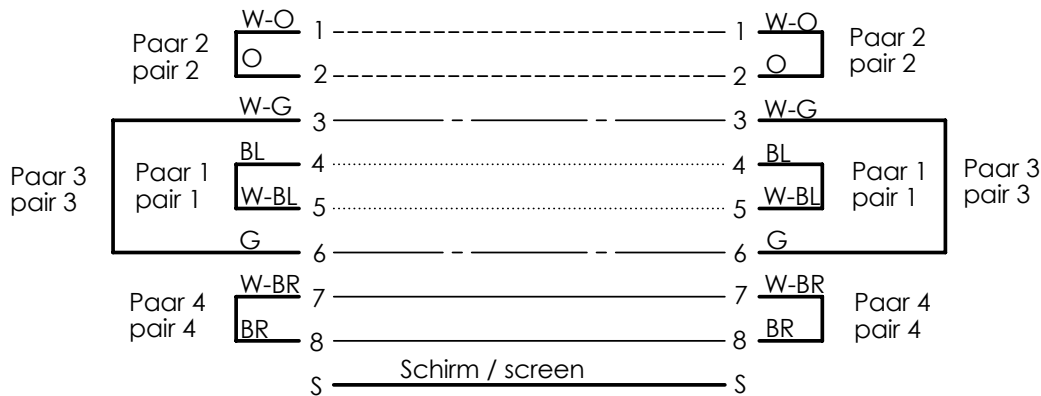 W-O 1 1 W-O
Paar 2
pair 2
Paar 2
pair 2
O 2 2 O
W-G 3 3 W-G
BL 4 4 BL
Paar 3
pair 3
Paar 1
pair 1
Paar 1
pair 1
Paar 3
pair 3
W-BL 5 5 W-BL
G 6 6 G
W-BR 7 7 W-BR
Paar 4
pair 4
Paar 4
pair 4
BR 8 8 BR
Schirm / screen
S S